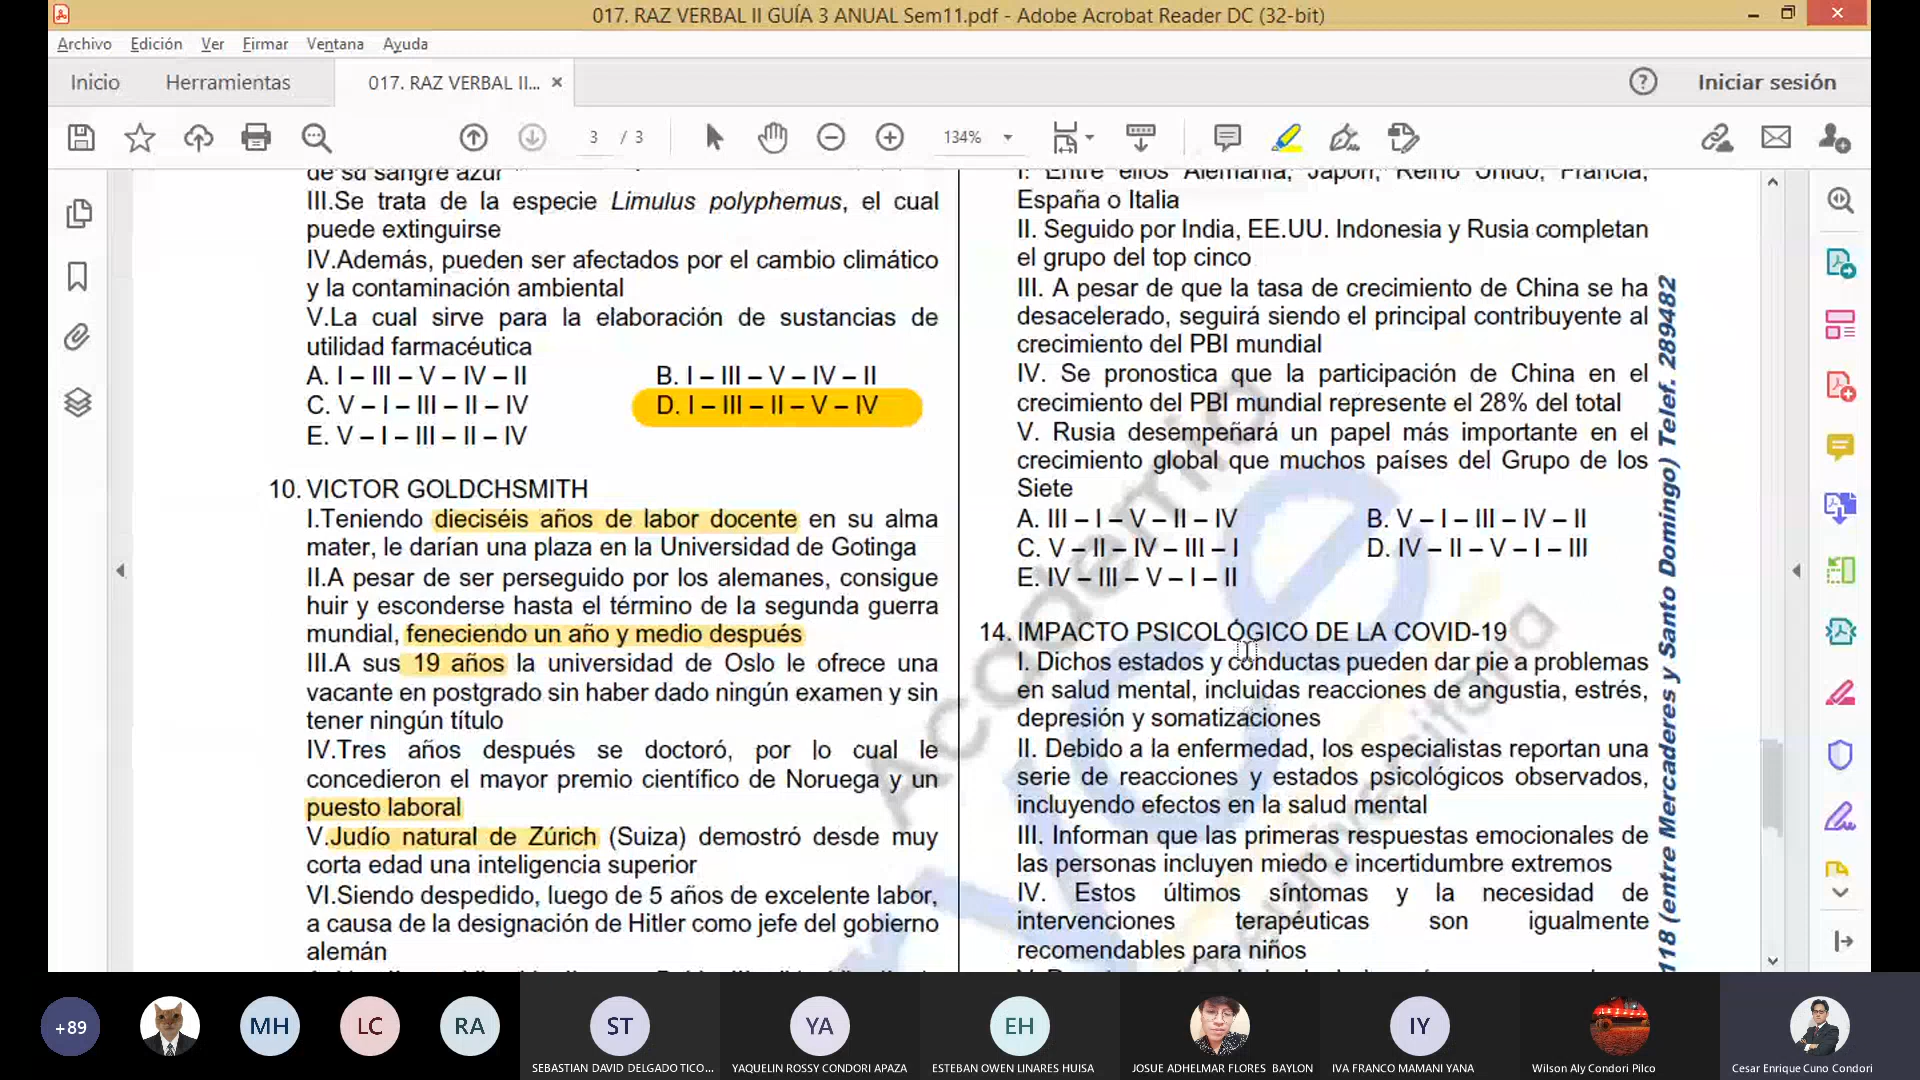 017. RAZ VERBAL II GUÍA 3 ANUAL Sem11.pdf - Adobe Acrobat Reader DC (32-bit)
Archivo Edición Ver Firmar Ventana Ayuda
Inicio Herramientas 017. RAZ VERBAL II... × Iniciar sesión
3 / 3 134%
de su sangre azur
III.Se trata de la especie Limulus polyphemus, el cual
puede extinguirse
IV.Además, pueden ser afectados por el cambio climático
y la contaminación ambiental
V.La cual sirve para la elaboración de sustancias de
utilidad farmacéutica
A. I – III – V – IV – II B. I – III – V – IV – II
C. V – I – III – II – IV D. I – III – II – V – IV
E. V – I – III – II – IV
10. VICTOR GOLDCHSMITH
I.Teniendo dieciséis años de labor docente en su alma
mater, le darían una plaza en la Universidad de Gotinga
II.A pesar de ser perseguido por los alemanes, consigue
huir y esconderse hasta el término de la segunda guerra
mundial, feneciendo un año y medio después
III.A sus 19 años la universidad de Oslo le ofrece una
vacante en postgrado sin haber dado ningún examen y sin
tener ningún título
IV.Tres años después se doctoró, por lo cual le
concedieron el mayor premio científico de Noruega y un
puesto laboral
V.Judío natural de Zúrich (Suiza) demostró desde muy
corta edad una inteligencia superior
VI.Siendo despedido, luego de 5 años de excelente labor,
a causa de la designación de Hitler como jefe del gobierno
alemán
I. Entre ellos Alemania, Japón, Reino Unido, Francia,
España o Italia
II. Seguido por India, EE.UU. Indonesia y Rusia completan
el grupo del top cinco
III. A pesar de que la tasa de crecimiento de China se ha
desacelerado, seguirá siendo el principal contribuyente al
crecimiento del PBI mundial
IV. Se pronostica que la participación de China en el
crecimiento del PBI mundial represente el 28% del total
V. Rusia desempeñará un papel más importante en el
crecimiento global que muchos países del Grupo de los
Siete
A. III – I – V – II – IV B. V – I – III – IV – II
C. V – II – IV – III – I D. IV – II – V – I – III
E. IV – III – V – I – II
14. IMPACTO PSICOLÓGICO DE LA COVID-19
I. Dichos estados y conductas pueden dar pie a problemas
en salud mental, incluidas reacciones de angustia, estrés,
depresión y somatizaciones
II. Debido a la enfermedad, los especialistas reportan una
serie de reacciones y estados psicológicos observados,
incluyendo efectos en la salud mental
III. Informan que las primeras respuestas emocionales de
las personas incluyen miedo e incertidumbre extremos
IV. Estos últimos síntomas y la necesidad de
intervenciones terapéuticas son igualmente
recomendables para niños
118 (entre Mercaderes y Santo Domingo) Telef. 289482
+89 MH LC RA ST YA EH IY
SEBASTIAN DAVID DELGADO TICO... YAQUELIN ROSSY CONDORI APAZA ESTEBAN OWEN LINARES HUISA JOSUE ADHELMAR FLORES BAYLON IVA FRANCO MAMANI YANA Wilson Aly Condori Pilco Cesar Enrique Cuno Condori